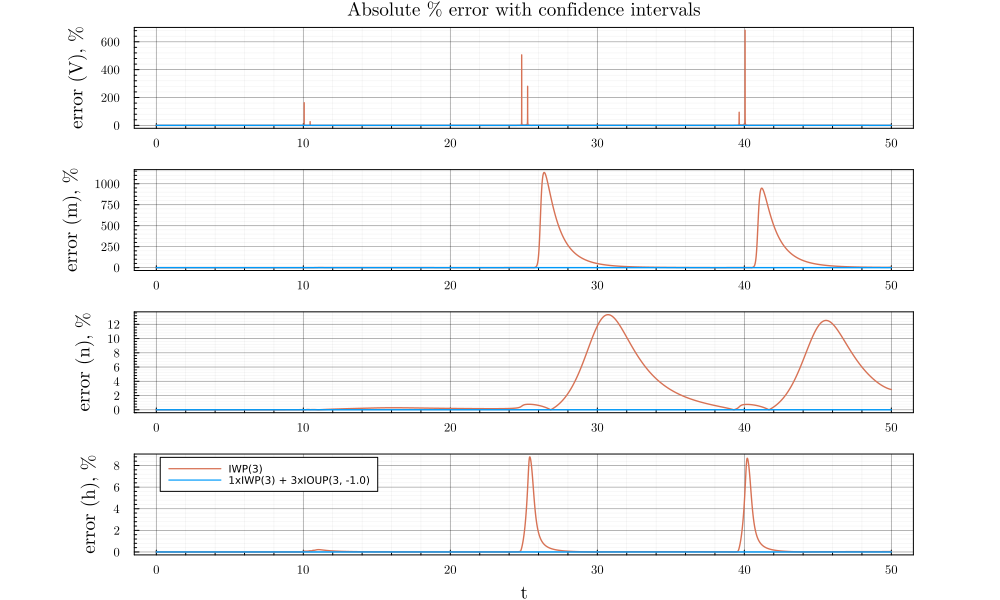 Absolute % error with confidence intervals
error (V), %
600
400
200
0
0 10 20 30 40 50
error (m), %
1000
750
500
250
0
0 10 20 30 40 50
error (n), %
12
10
8
6
4
2
0
0 10 20 30 40 50
error (h), %
8
6
4
2
0
IWP(3)
1xIWP(3) + 3xIOUP(3, -1.0)
0 10 20 30 40 50
t